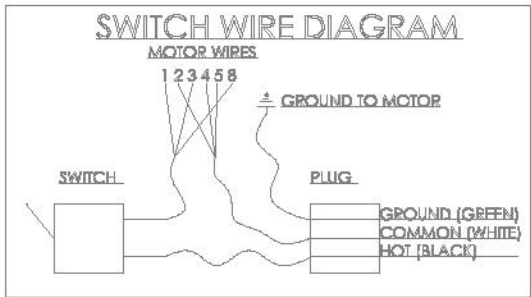 SWITCH WIRE DIAGRAM
MOTOR WIRES
1 2 3 4 5 8
GROUND TO MOTOR
SWITCH
PLUG
GROUND (GREEN)
COMMON (WHITE)
HOT (BLACK)